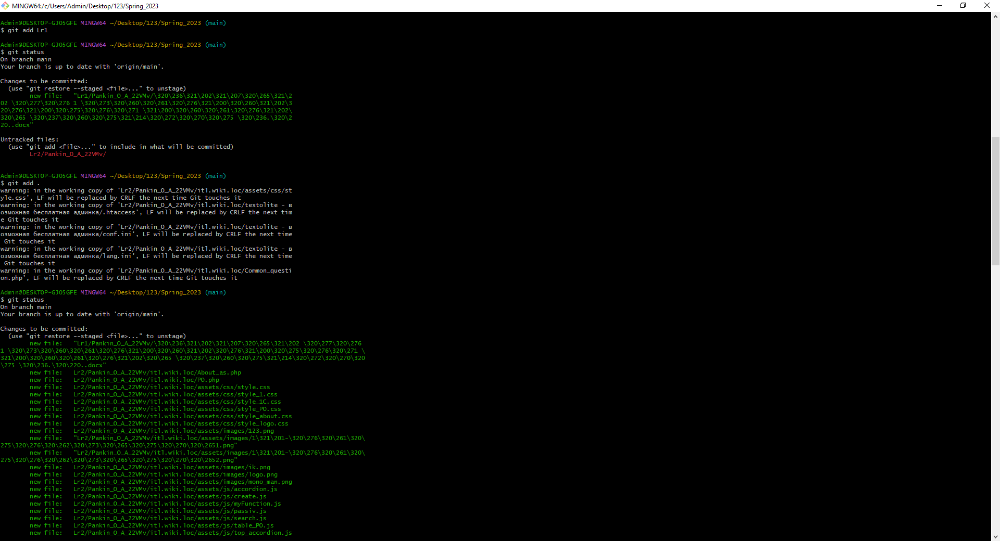 MINGW64:/c/Users/Admin/Desktop/123/Spring_2023
Admin@DESKTOP-GJO5GFE MINGW64 ~/Desktop/123/Spring_2023 (main)
$ git add Lr1
Admin@DESKTOP-GJO5GFE MINGW64 ~/Desktop/123/Spring_2023 (main)
$ git status
On branch main
Your branch is up to date with 'origin/main'.
Changes to be committed:
(use "git restore --staged <file>..." to unstage)
new file:   "Lr1/Pankin_O_A_22VMv/\320\236\321\202\321\207\320\265\321\2
02 \320\277\320\276 1 \320\273\320\260\320\261\320\276\321\200\320\260\321\202\3
20\276\321\200\320\275\320\276\320\271 \321\200\320\260\320\261\320\276\321\202\
320\265 \320\237\320\260\320\275\321\214\320\272\320\270\320\275 \320\236.\320\2
20..docx"
Untracked files:
(use "git add <file>..." to include in what will be committed)
Lr2/Pankin_O_A_22VMv/
Admin@DESKTOP-GJO5GFE MINGW64 ~/Desktop/123/Spring_2023 (main)
$ git add .
warning: in the working copy of 'Lr2/Pankin_O_A_22VMv/itl.wiki.loc/assets/css/st
yle.css', LF will be replaced by CRLF the next time Git touches it
warning: in the working copy of 'Lr2/Pankin_O_A_22VMv/itl.wiki.loc/textolite - в
озможная бесплатная админка/.htaccess', LF will be replaced by CRLF the next tim
e Git touches it
warning: in the working copy of 'Lr2/Pankin_O_A_22VMv/itl.wiki.loc/textolite - в
озможная бесплатная админка/conf.ini', LF will be replaced by CRLF the next time
Git touches it
warning: in the working copy of 'Lr2/Pankin_O_A_22VMv/itl.wiki.loc/textolite - в
озможная бесплатная админка/lang.ini', LF will be replaced by CRLF the next time
Git touches it
warning: in the working copy of 'Lr2/Pankin_O_A_22VMv/itl.wiki.loc/Common_questi
on.php', LF will be replaced by CRLF the next time Git touches it
Admin@DESKTOP-GJO5GFE MINGW64 ~/Desktop/123/Spring_2023 (main)
$ git status
On branch main
Your branch is up to date with 'origin/main'.
Changes to be committed:
(use "git restore --staged <file>..." to unstage)
new file:   "Lr1/Pankin_O_A_22VMv/\320\236\321\202\321\207\320\265\321\202 \320\277\320\276
1 \320\273\320\260\320\261\320\276\321\200\320\260\321\202\320\276\321\200\320\275\320\276\320\271 \
321\200\320\260\320\261\320\276\321\202\320\265 \320\237\320\260\320\275\321\214\320\272\320\270\320
\275 \320\236.\320\220..docx"
new file:   Lr2/Pankin_O_A_22VMv/itl.wiki.loc/About_as.php
new file:   Lr2/Pankin_O_A_22VMv/itl.wiki.loc/PO.php
new file:   Lr2/Pankin_O_A_22VMv/itl.wiki.loc/assets/css/style.css
new file:   Lr2/Pankin_O_A_22VMv/itl.wiki.loc/assets/css/style_1.css
new file:   Lr2/Pankin_O_A_22VMv/itl.wiki.loc/assets/css/style_1C.css
new file:   Lr2/Pankin_O_A_22VMv/itl.wiki.loc/assets/css/style_PO.css
new file:   Lr2/Pankin_O_A_22VMv/itl.wiki.loc/assets/css/style_about.css
new file:   Lr2/Pankin_O_A_22VMv/itl.wiki.loc/assets/css/style_logo.css
new file:   Lr2/Pankin_O_A_22VMv/itl.wiki.loc/assets/images/123.png
new file:   "Lr2/Pankin_O_A_22VMv/itl.wiki.loc/assets/images/1\321\201-\320\276\320\261\320\
275\320\276\320\262\320\273\320\265\320\275\320\270\320\2651.png"
new file:   "Lr2/Pankin_O_A_22VMv/itl.wiki.loc/assets/images/1\321\201-\320\276\320\261\320\
275\320\276\320\262\320\273\320\265\320\275\320\270\320\2652.png"
new file:   Lr2/Pankin_O_A_22VMv/itl.wiki.loc/assets/images/ik.png
new file:   Lr2/Pankin_O_A_22VMv/itl.wiki.loc/assets/images/logo.png
new file:   Lr2/Pankin_O_A_22VMv/itl.wiki.loc/assets/images/mono_man.png
new file:   Lr2/Pankin_O_A_22VMv/itl.wiki.loc/assets/js/accordion.js
new file:   Lr2/Pankin_O_A_22VMv/itl.wiki.loc/assets/js/create.js
new file:   Lr2/Pankin_O_A_22VMv/itl.wiki.loc/assets/js/myFunction.js
new file:   Lr2/Pankin_O_A_22VMv/itl.wiki.loc/assets/js/passiv.js
new file:   Lr2/Pankin_O_A_22VMv/itl.wiki.loc/assets/js/search.js
new file:   Lr2/Pankin_O_A_22VMv/itl.wiki.loc/assets/js/table_PO.js
new file:   Lr2/Pankin_O_A_22VMv/itl.wiki.loc/assets/js/top_accordion.js